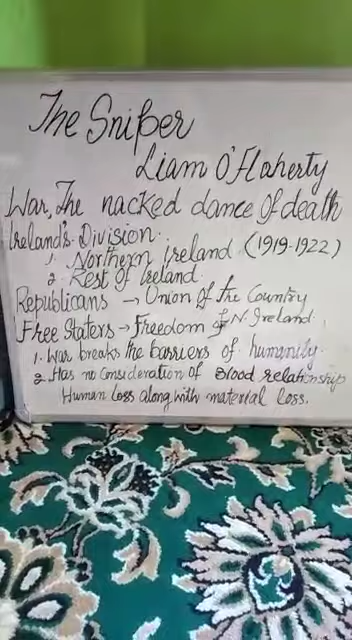 The Sniper
Liam O'Flaherty
War, The nacked dance of death
Ireland's Division.
1. Northern Ireland. (1919-1922)
2. Rest of Ireland.
Republicans → Union of the Country
Free Staters → Freedom of N. Ireland.
1. War breaks the barriers of humanity.
2. Has no Consideration of Blood relationship
Human Loss along with material loss.